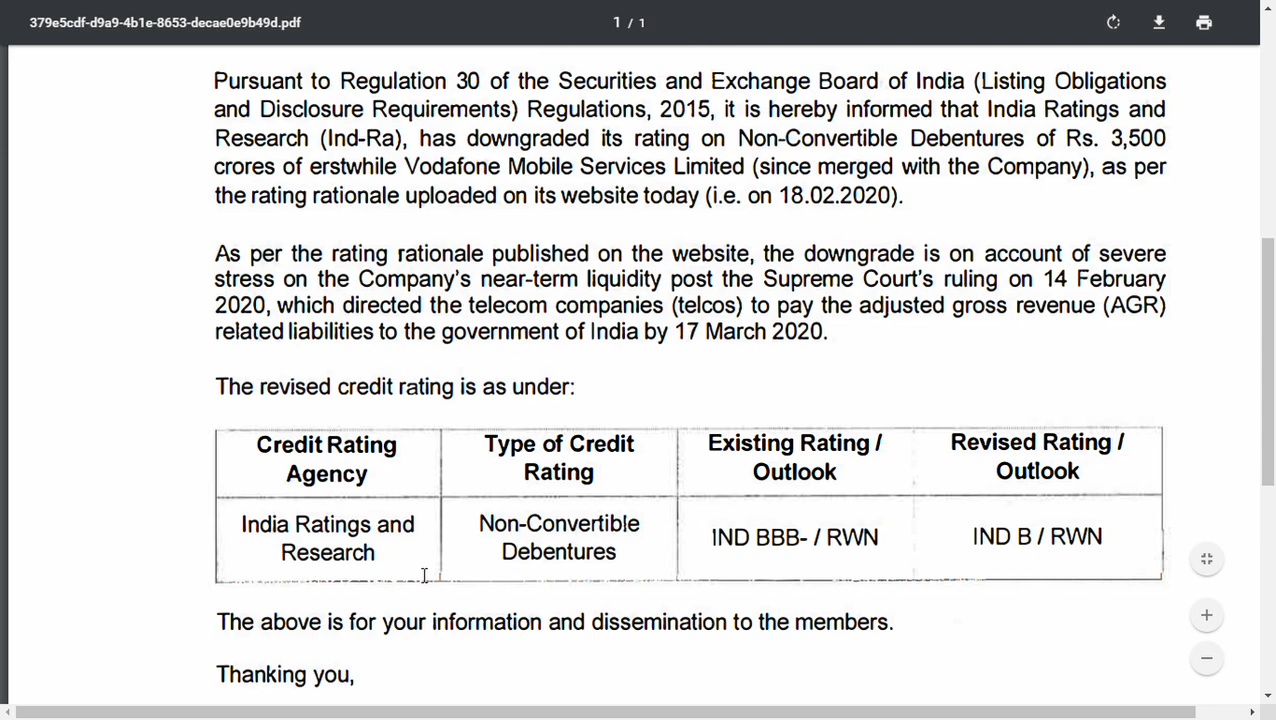 379e5cdf-d9a9-4b1e-8653-decae0e9b49d.pdf
1 / 1
Pursuant to Regulation 30 of the Securities and Exchange Board of India (Listing Obligations
and Disclosure Requirements) Regulations, 2015, it is hereby informed that India Ratings and
Research (Ind-Ra), has downgraded its rating on Non-Convertible Debentures of Rs. 3,500
crores of erstwhile Vodafone Mobile Services Limited (since merged with the Company), as per
the rating rationale uploaded on its website today (i.e. on 18.02.2020).
As per the rating rationale published on the website, the downgrade is on account of severe
stress on the Company's near-term liquidity post the Supreme Court's ruling on 14 February
2020, which directed the telecom companies (telcos) to pay the adjusted gross revenue (AGR)
related liabilities to the government of India by 17 March 2020.
The revised credit rating is as under:
Credit Rating
Agency
Type of Credit
Rating
Existing Rating /
Outlook
Revised Rating /
Outlook
India Ratings and
Research
Non-Convertible
Debentures
IND BBB- / RWN
IND B / RWN
The above is for your information and dissemination to the members.
Thanking you,